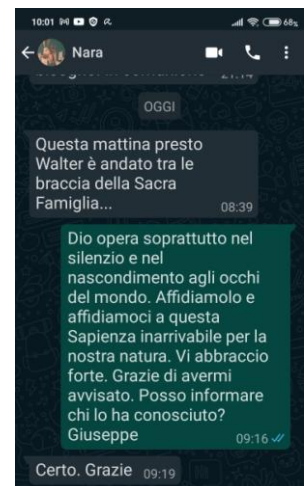 10:01
68%
Nara
OGGI
Questa mattina presto
Walter è andato tra le
braccia della Sacra
Famiglia...
08:39
Dio opera soprattutto nel
silenzio e nel
nascondimento agli occhi
del mondo. Affidiamolo e
affidiamoci a questa
Sapienza inarrivabile per la
nostra natura. Vi abbraccio
forte. Grazie di avermi
avvisato. Posso informare
chi lo ha conosciuto?
Giuseppe
09:16
Certo. Grazie 09:19